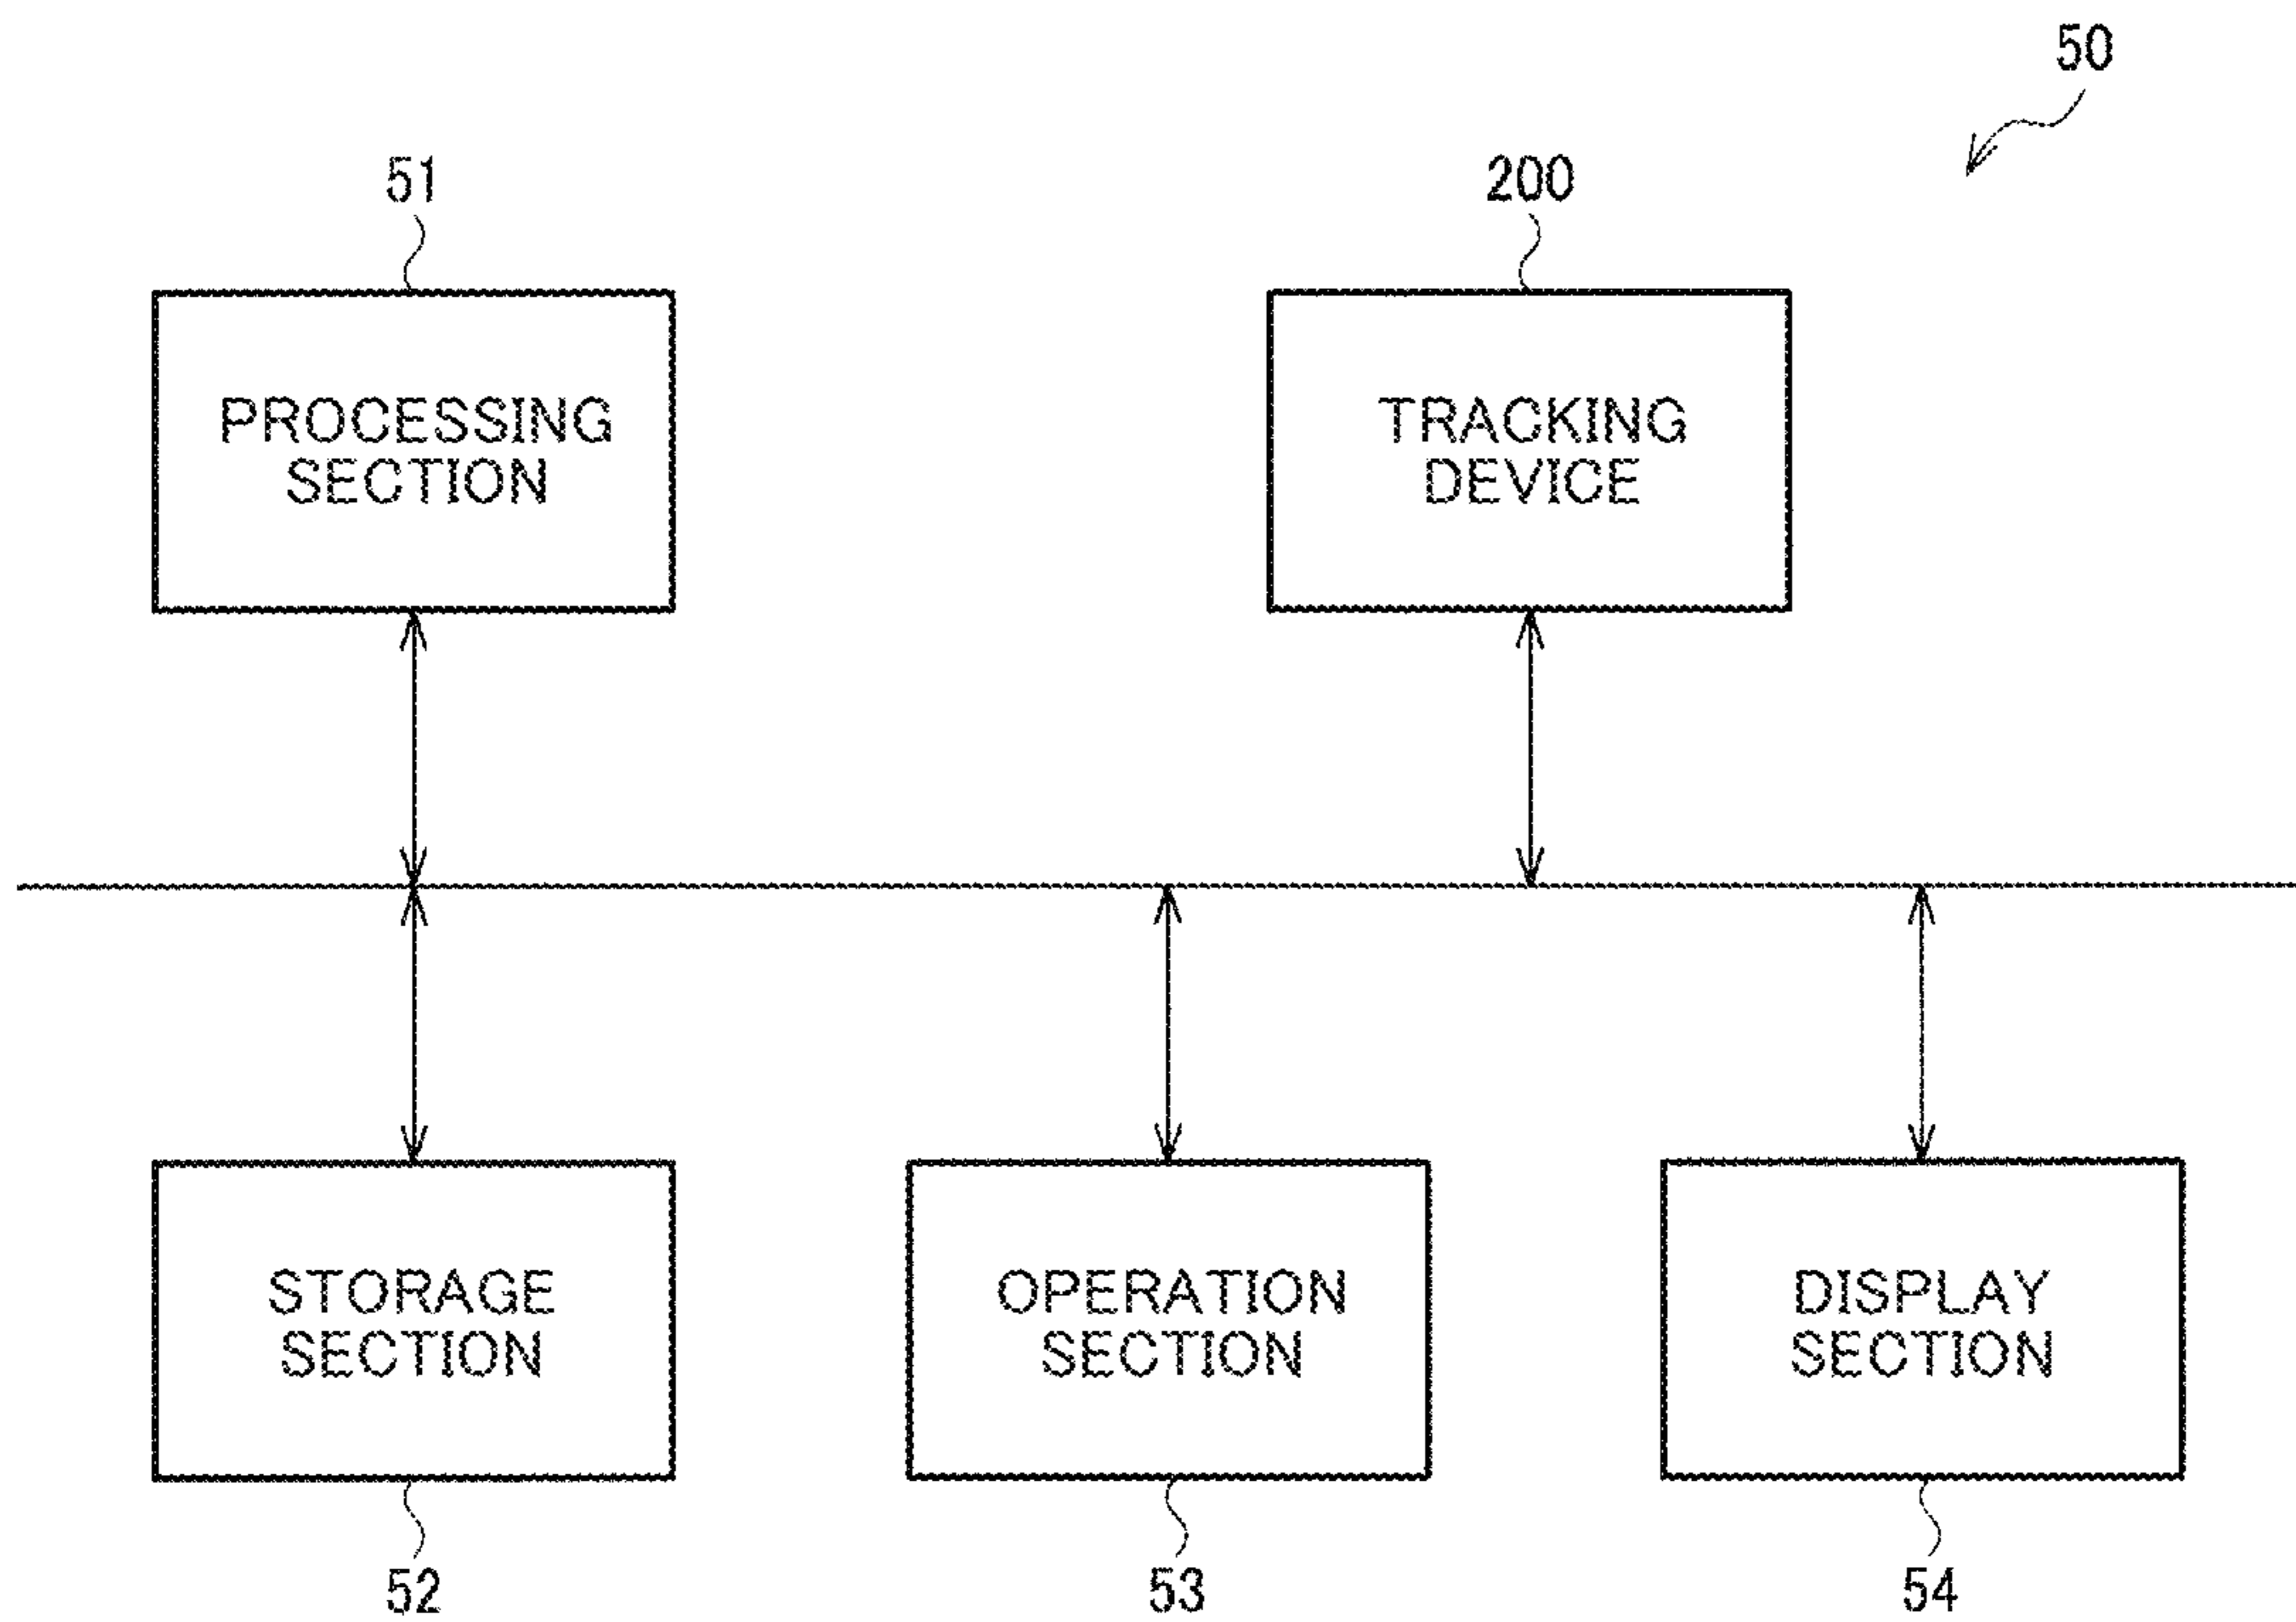 50
51
200
PROCESSING
SECTION
TRACKING
DEVICE
STORAGE
SECTION
OPERATION
SECTION
DISPLAY
SECTION
52
53
54